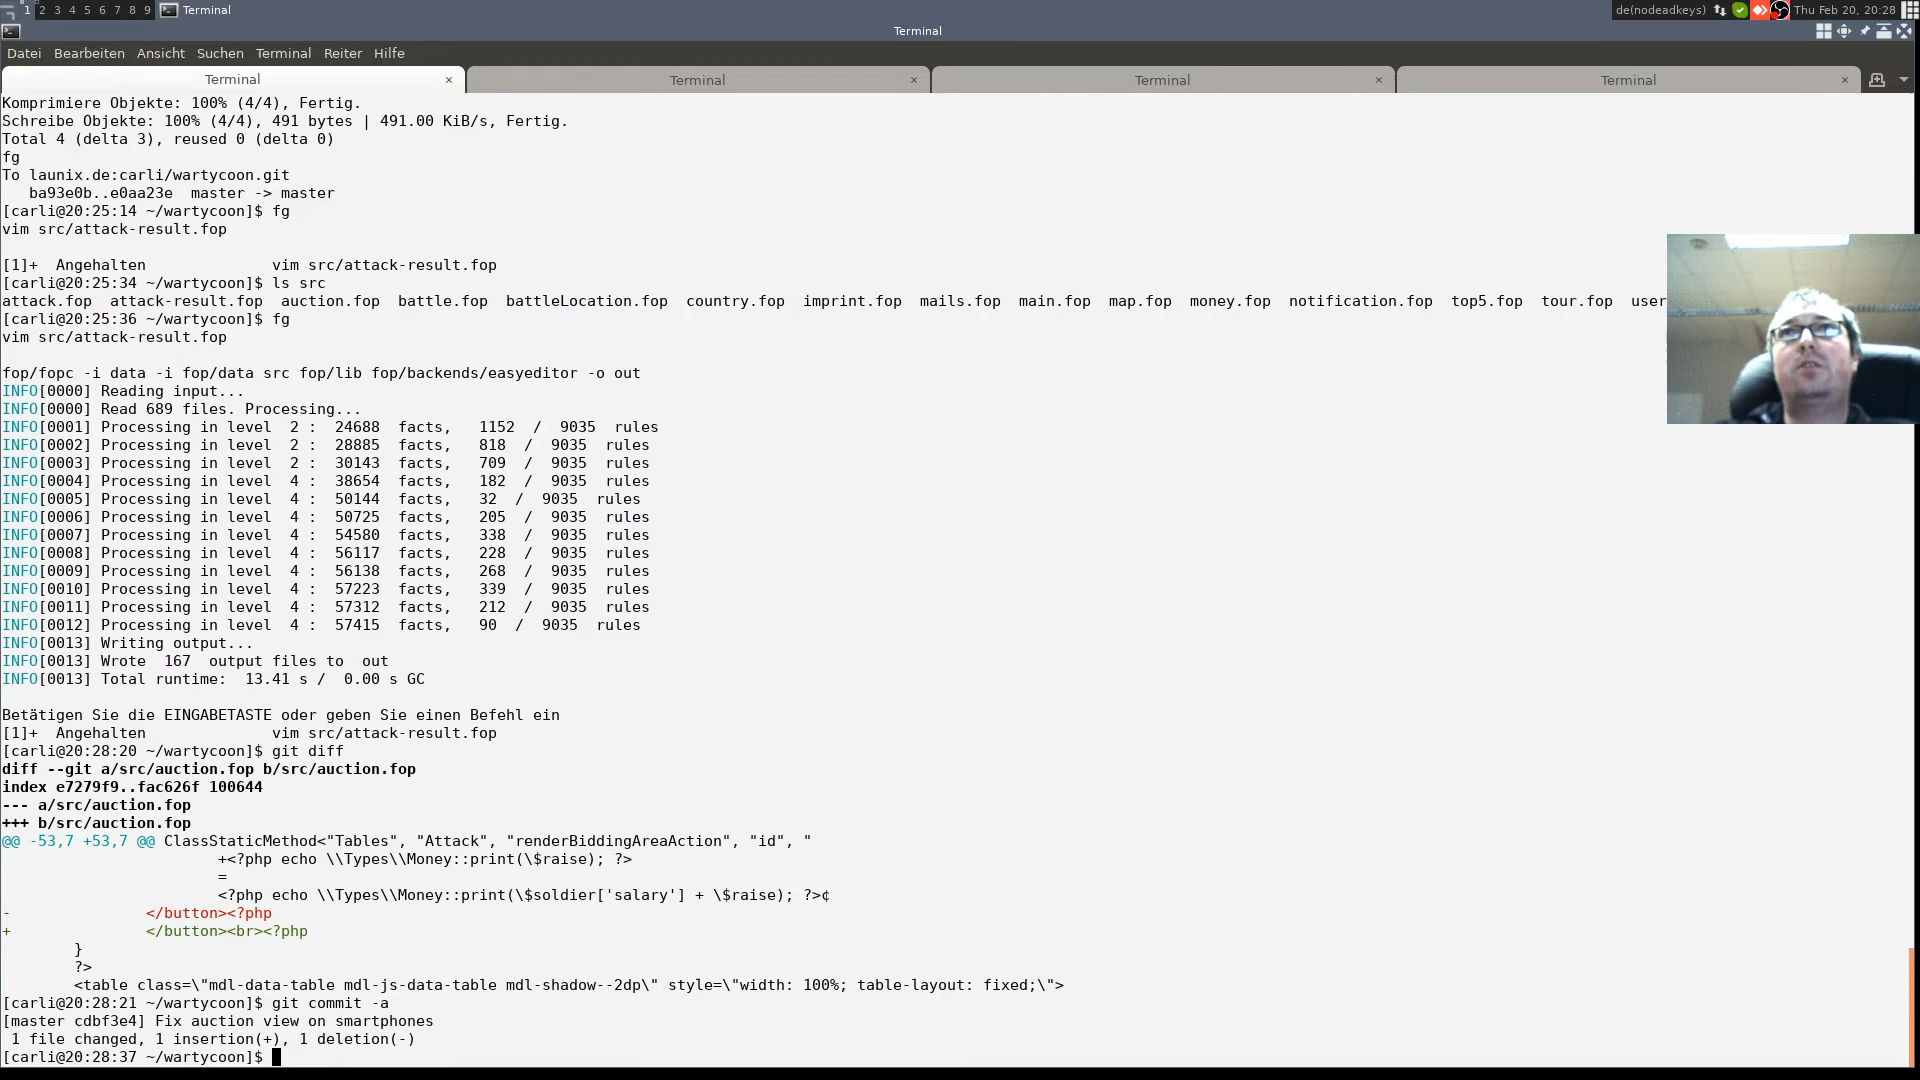 1 2 3 4 5 6 7 8 9 Terminal de(nodeadkeys) Thu Feb 20, 20:28
Terminal
Datei Bearbeiten Ansicht Suchen Terminal Reiter Hilfe
Terminal × Terminal × Terminal × Terminal ×
Komprimiere Objekte: 100% (4/4), Fertig.
Schreibe Objekte: 100% (4/4), 491 bytes | 491.00 KiB/s, Fertig.
Total 4 (delta 3), reused 0 (delta 0)
fg
To launix.de:carli/wartycoon.git
   ba93e0b..e0aa23e  master -> master
[carli@20:25:14 ~/wartycoon]$ fg
vim src/attack-result.fop
[1]+  Angehalten              vim src/attack-result.fop
[carli@20:25:34 ~/wartycoon]$ ls src
attack.fop  attack-result.fop  auction.fop  battle.fop  battleLocation.fop  country.fop  imprint.fop  mails.fop  main.fop  map.fop  money.fop  notification.fop  top5.fop  tour.fop  user
[carli@20:25:36 ~/wartycoon]$ fg
vim src/attack-result.fop
fop/fopc -i data -i fop/data src fop/lib fop/backends/easyeditor -o out
INFO[0000] Reading input...
INFO[0000] Read 689 files. Processing...
INFO[0001] Processing in level  2 :  24688  facts,   1152  /  9035  rules
INFO[0002] Processing in level  2 :  28885  facts,   818  /  9035  rules
INFO[0003] Processing in level  2 :  30143  facts,   709  /  9035  rules
INFO[0004] Processing in level  4 :  38654  facts,   182  /  9035  rules
INFO[0005] Processing in level  4 :  50144  facts,   32  /  9035  rules
INFO[0006] Processing in level  4 :  50725  facts,   205  /  9035  rules
INFO[0007] Processing in level  4 :  54580  facts,   338  /  9035  rules
INFO[0008] Processing in level  4 :  56117  facts,   228  /  9035  rules
INFO[0009] Processing in level  4 :  56138  facts,   268  /  9035  rules
INFO[0010] Processing in level  4 :  57223  facts,   339  /  9035  rules
INFO[0011] Processing in level  4 :  57312  facts,   212  /  9035  rules
INFO[0012] Processing in level  4 :  57415  facts,   90  /  9035  rules
INFO[0013] Writing output...
INFO[0013] Wrote  167  output files to  out
INFO[0013] Total runtime:  13.41 s /  0.00 s GC
Betätigen Sie die EINGABETASTE oder geben Sie einen Befehl ein
[1]+  Angehalten              vim src/attack-result.fop
[carli@20:28:20 ~/wartycoon]$ git diff
diff --git a/src/auction.fop b/src/auction.fop
index e7279f9..fac626f 100644
--- a/src/auction.fop
+++ b/src/auction.fop
@@ -53,7 +53,7 @@ ClassStaticMethod<"Tables", "Attack", "renderBiddingAreaAction", "id", "
                        +<?php echo \\Types\\Money::print(\$raise); ?>
                        =
                        <?php echo \\Types\\Money::print(\$soldier['salary'] + \$raise); ?>¢
-               </button><?php
+               </button><br><?php
        }
        ?>
        <table class=\"mdl-data-table mdl-js-data-table mdl-shadow--2dp\" style=\"width: 100%; table-layout: fixed;\">
[carli@20:28:21 ~/wartycoon]$ git commit -a
[master cdbf3e4] Fix auction view on smartphones
 1 file changed, 1 insertion(+), 1 deletion(-)
[carli@20:28:37 ~/wartycoon]$